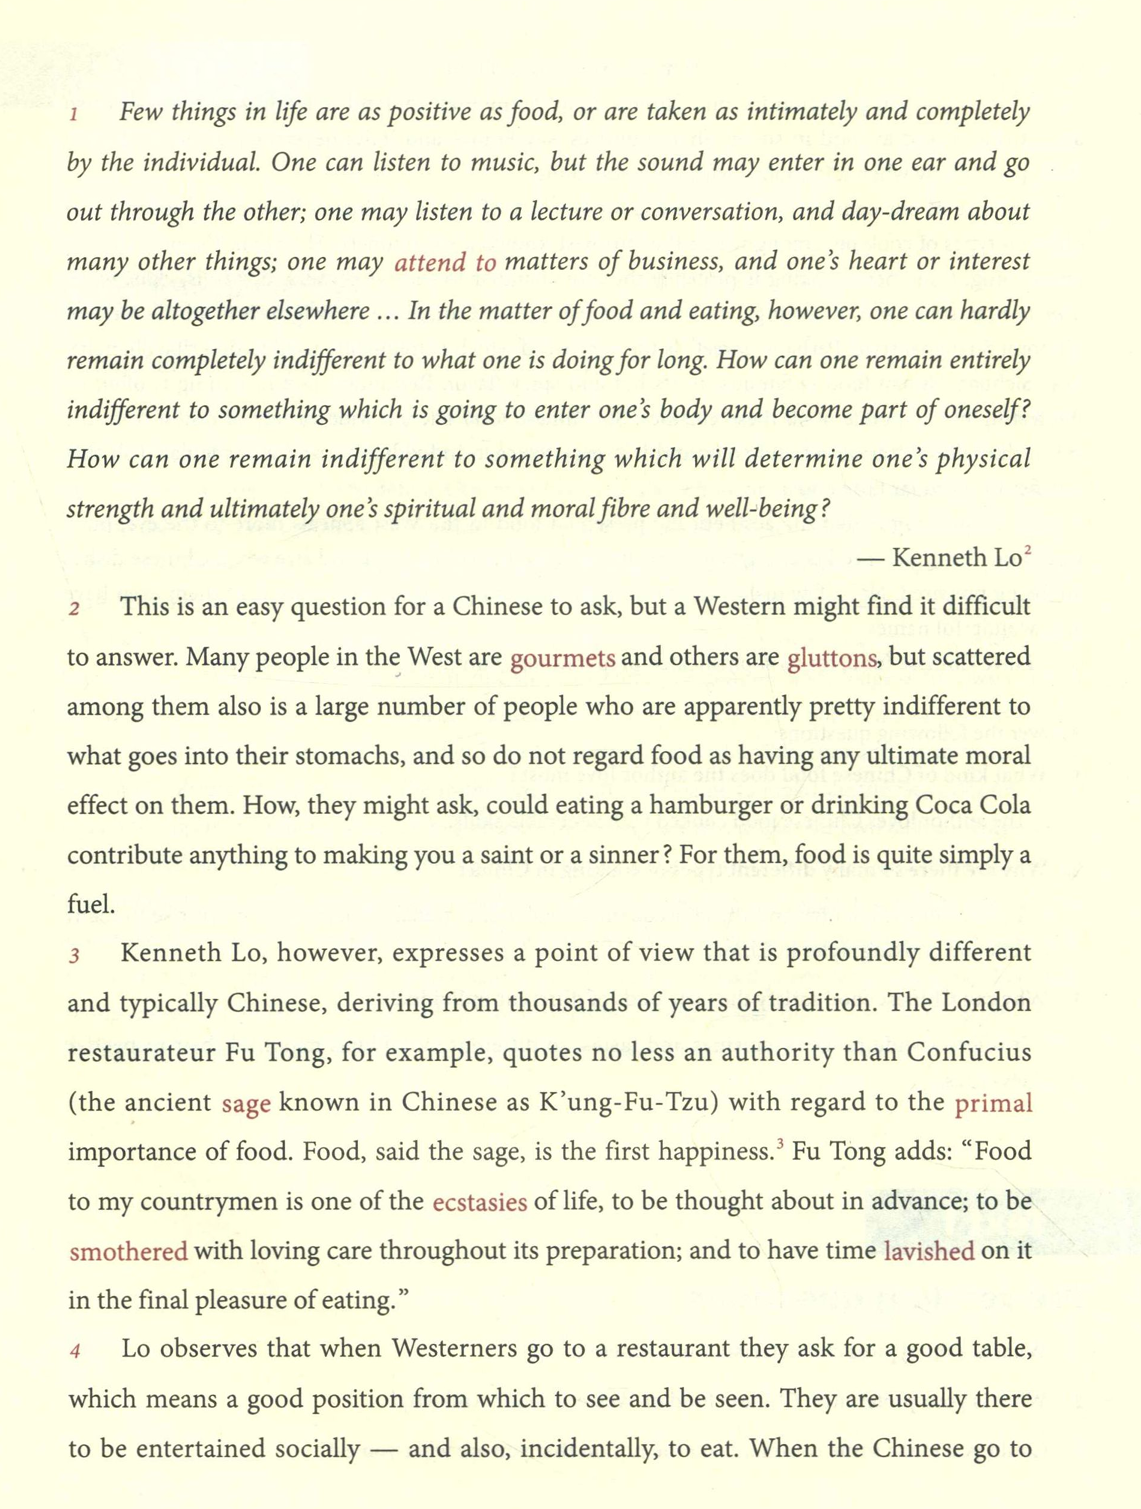 1 Few things in life are as positive as food, or are taken as intimately and completely
by the individual. One can listen to music, but the sound may enter in one ear and go
out through the other; one may listen to a lecture or conversation, and day-dream about
many other things; one may attend to matters of business, and one's heart or interest
may be altogether elsewhere ... In the matter of food and eating, however, one can hardly
remain completely indifferent to what one is doing for long. How can one remain entirely
indifferent to something which is going to enter one's body and become part of oneself?
How can one remain indifferent to something which will determine one's physical
strength and ultimately one's spiritual and moral fibre and well-being?
— Kenneth Lo²
2 This is an easy question for a Chinese to ask, but a Western might find it difficult
to answer. Many people in the West are gourmets and others are gluttons, but scattered
among them also is a large number of people who are apparently pretty indifferent to
what goes into their stomachs, and so do not regard food as having any ultimate moral
effect on them. How, they might ask, could eating a hamburger or drinking Coca Cola
contribute anything to making you a saint or a sinner? For them, food is quite simply a
fuel.
3 Kenneth Lo, however, expresses a point of view that is profoundly different
and typically Chinese, deriving from thousands of years of tradition. The London
restaurateur Fu Tong, for example, quotes no less an authority than Confucius
(the ancient sage known in Chinese as K'ung-Fu-Tzu) with regard to the primal
importance of food. Food, said the sage, is the first happiness.³ Fu Tong adds: "Food
to my countrymen is one of the ecstasies of life, to be thought about in advance; to be
smothered with loving care throughout its preparation; and to have time lavished on it
in the final pleasure of eating."
4 Lo observes that when Westerners go to a restaurant they ask for a good table,
which means a good position from which to see and be seen. They are usually there
to be entertained socially — and also, incidentally, to eat. When the Chinese go to